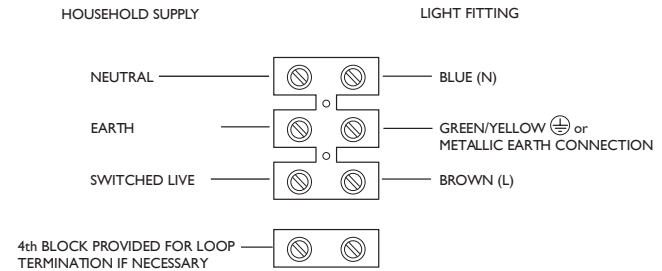 HOUSEHOLD SUPPLY
LIGHT FITTING
NEUTRAL
BLUE (N)
EARTH
GREEN/YELLOW or
METALLIC EARTH CONNECTION
SWITCHED LIVE
BROWN (L)
4th BLOCK PROVIDED FOR LOOP
TERMINATION IF NECESSARY